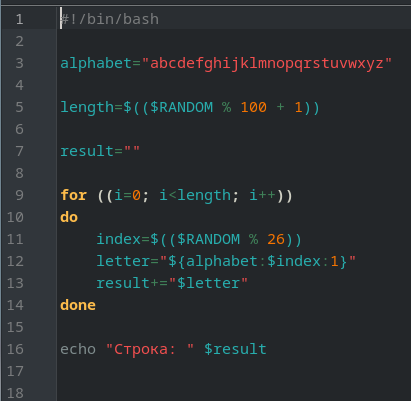 1 #!/bin/bash
2
3 alphabet="abcdefghijklmnopqrstuvwxyz"
4
5 length=$(($RANDOM % 100 + 1))
6
7 result=""
8
9 for ((i=0; i<length; i++))
10 do
11     index=$(($RANDOM % 26))
12     letter="${alphabet:$index:1}"
13     result+="$letter"
14 done
15
16 echo "Строка: " $result
17
18